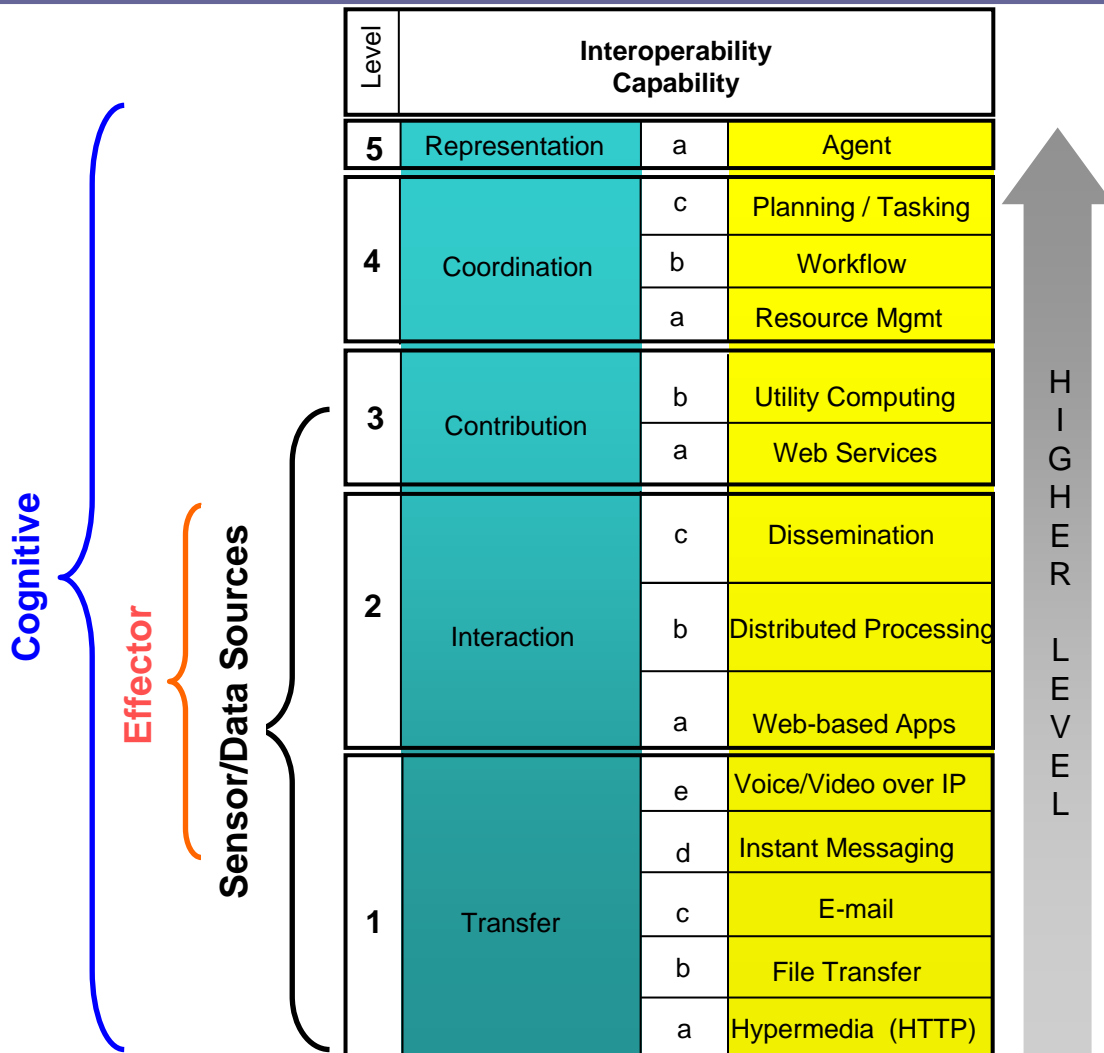 Level
Interoperability
Capability
5
Representation
a
Agent
4
Coordination
c
Planning / Tasking
b
Workflow
a
Resource Mgmt
3
Contribution
b
Utility Computing
a
Web Services
2
Interaction
c
Dissemination
b
Distributed Processing
a
Web-based Apps
1
Transfer
e
Voice/Video over IP
d
Instant Messaging
c
E-mail
b
File Transfer
a
Hypermedia (HTTP)
Cognitive
Effector
Sensor/Data Sources
HIGHER LEVEL